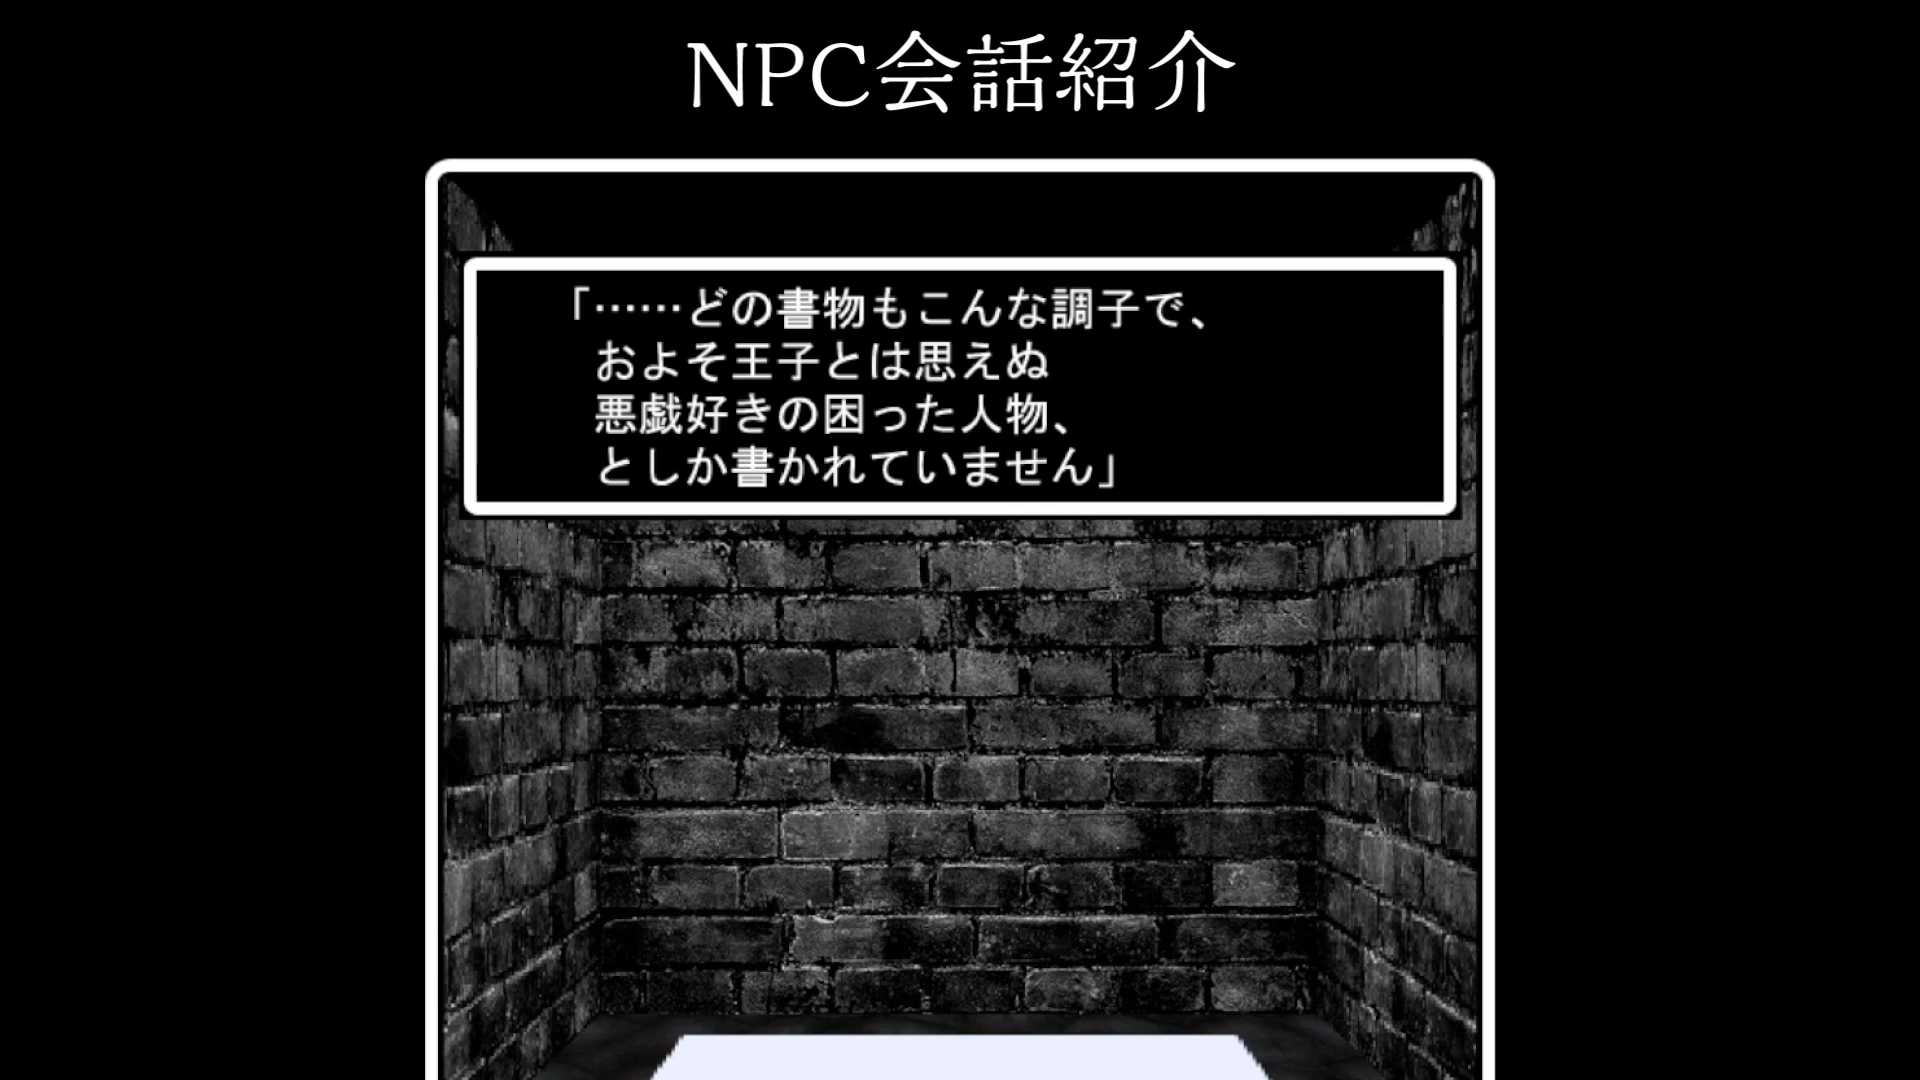 NPC会話紹介
「……どの書物もこんな調子で、
およそ王子とは思えぬ
悪戯好きの困った人物、
としか書かれていません」